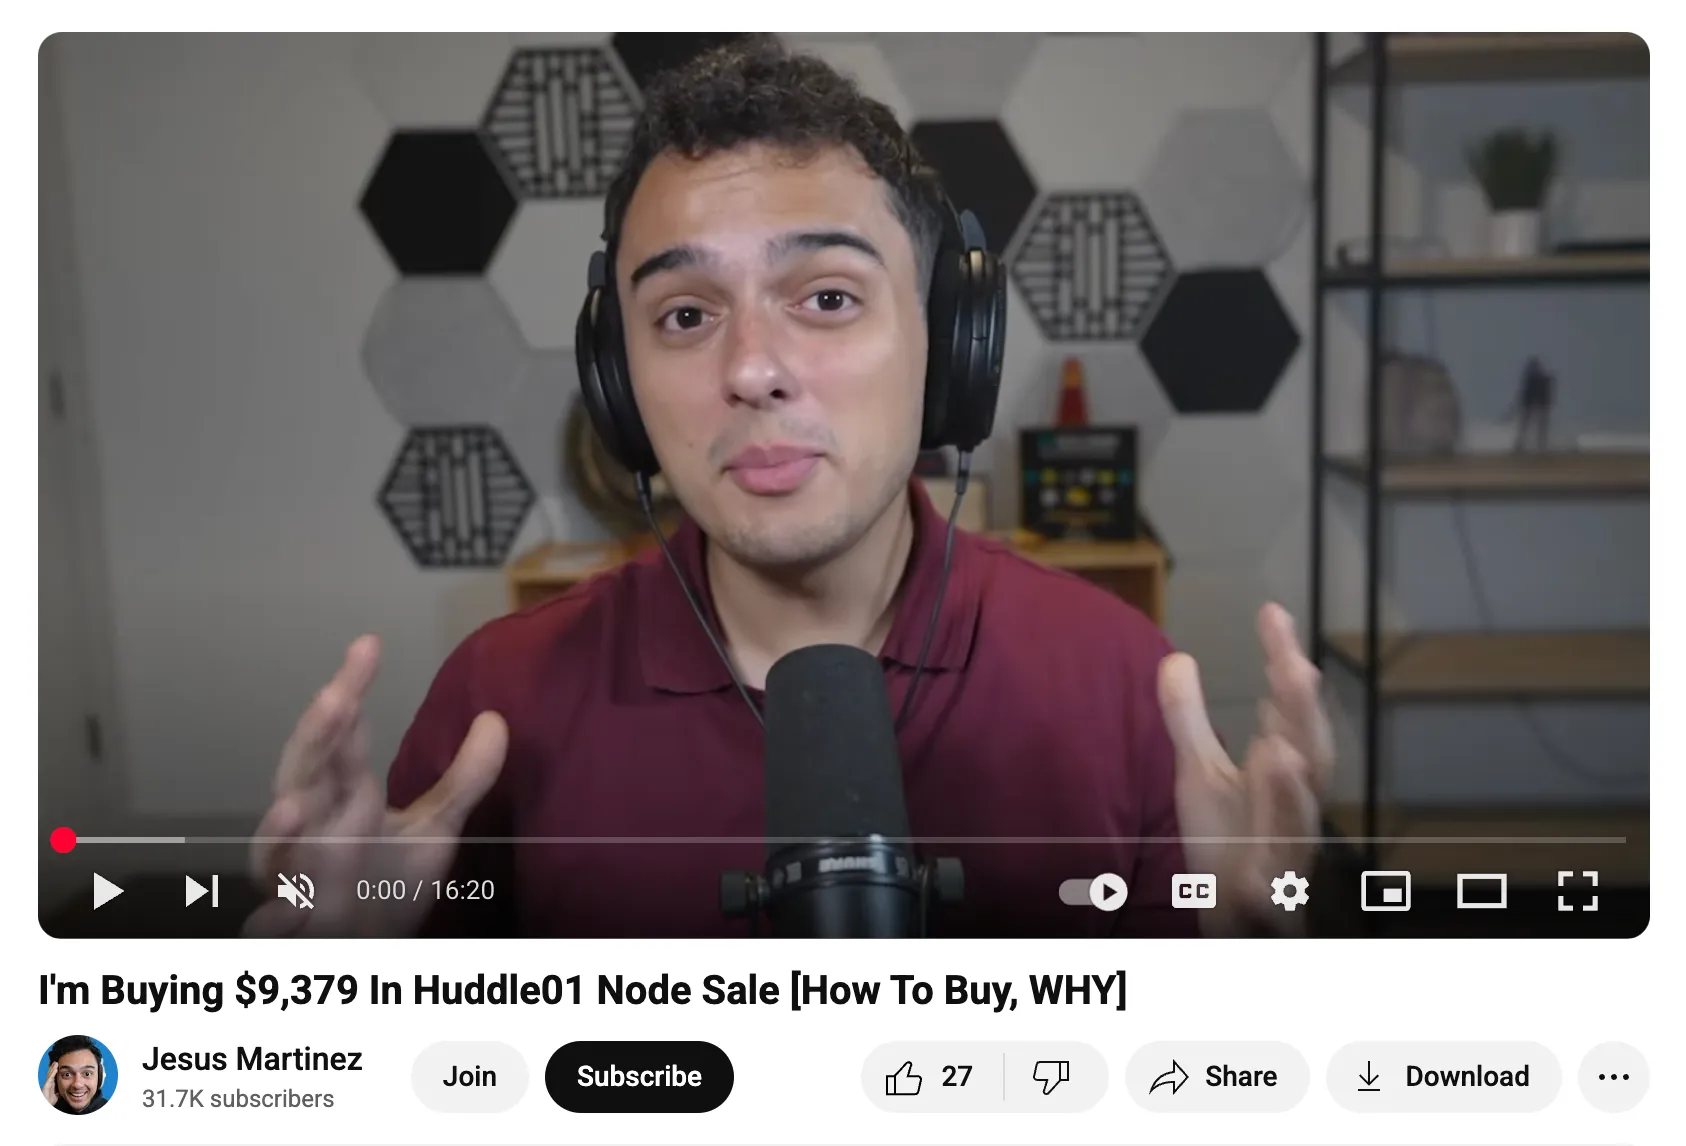 0:00 / 16:20
CC
I'm Buying $9,379 In Huddle01 Node Sale [How To Buy, WHY]
Jesus Martinez
31.7K subscribers
Join
Subscribe
27
Share
Download